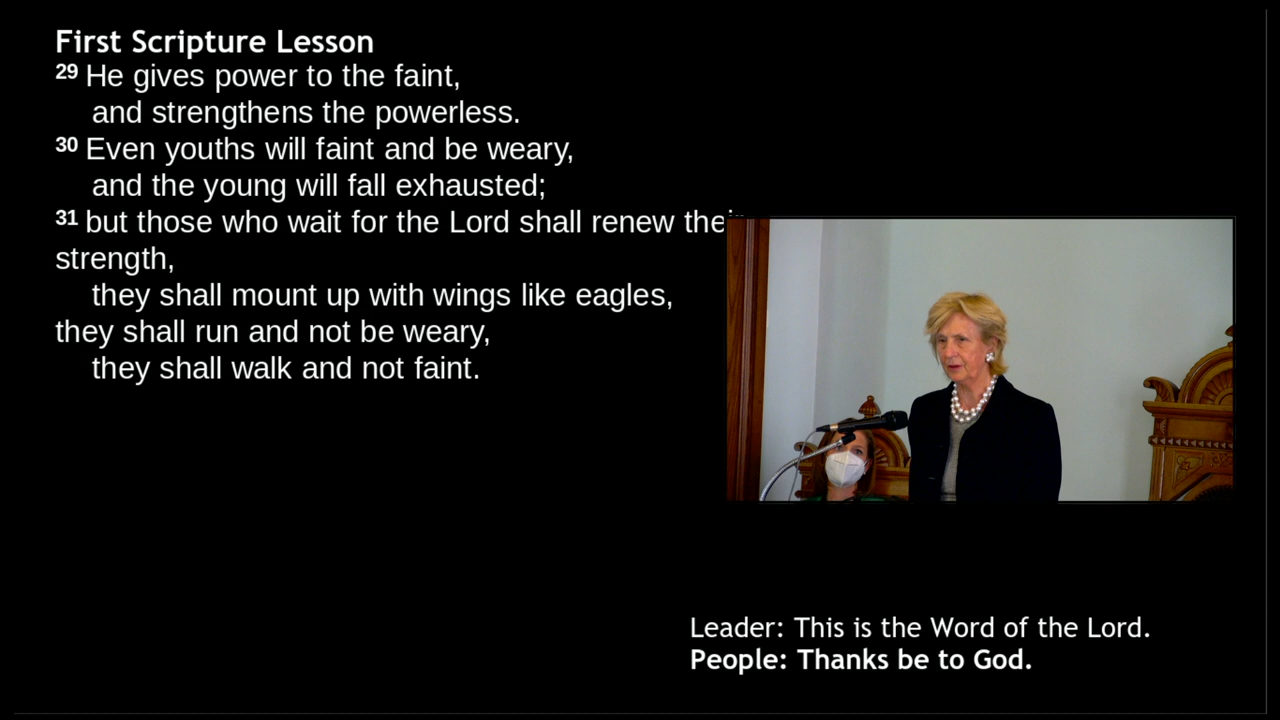 First Scripture Lesson
29 He gives power to the faint,
and strengthens the powerless.
30 Even youths will faint and be weary,
and the young will fall exhausted;
31 but those who wait for the Lord shall renew their
strength,
they shall mount up with wings like eagles,
they shall run and not be weary,
they shall walk and not faint.
Leader: This is the Word of the Lord.
People: Thanks be to God.